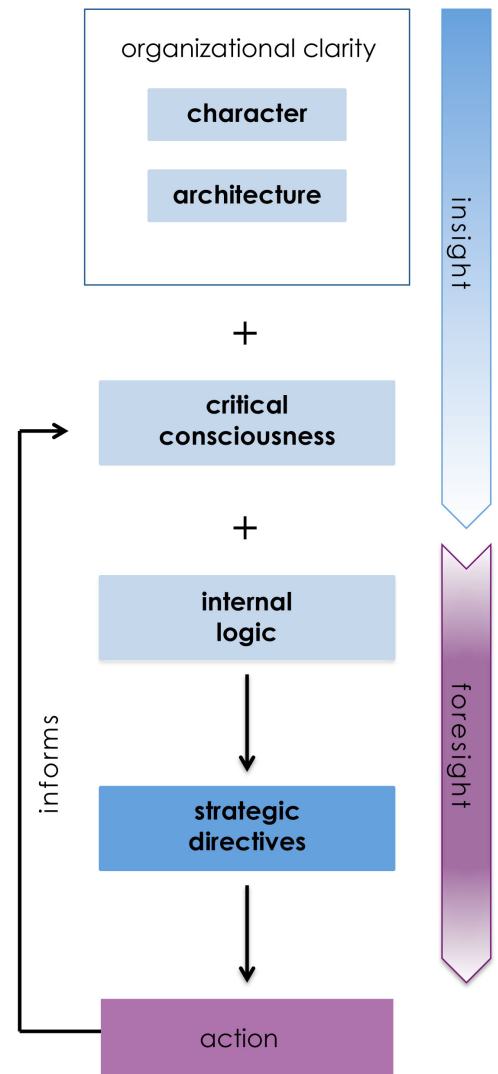 organizational clarity
character
architecture
insight
+
critical
consciousness
+
internal
logic
foresight
informs
strategic
directives
action